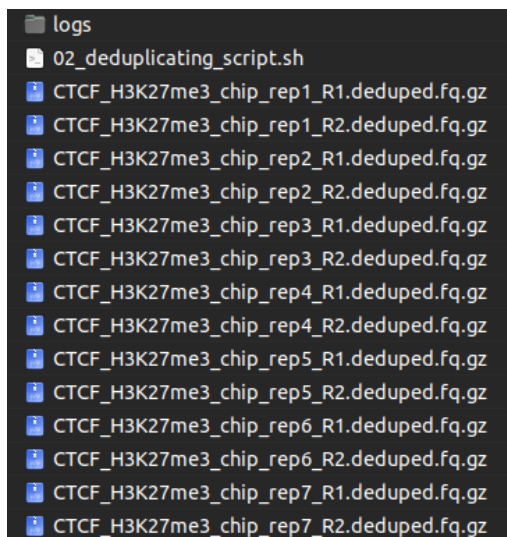 logs
02_deduplicating_script.sh
CTCF_H3K27me3_chip_rep1_R1.deduped.fq.gz
CTCF_H3K27me3_chip_rep1_R2.deduped.fq.gz
CTCF_H3K27me3_chip_rep2_R1.deduped.fq.gz
CTCF_H3K27me3_chip_rep2_R2.deduped.fq.gz
CTCF_H3K27me3_chip_rep3_R1.deduped.fq.gz
CTCF_H3K27me3_chip_rep3_R2.deduped.fq.gz
CTCF_H3K27me3_chip_rep4_R1.deduped.fq.gz
CTCF_H3K27me3_chip_rep4_R2.deduped.fq.gz
CTCF_H3K27me3_chip_rep5_R1.deduped.fq.gz
CTCF_H3K27me3_chip_rep5_R2.deduped.fq.gz
CTCF_H3K27me3_chip_rep6_R1.deduped.fq.gz
CTCF_H3K27me3_chip_rep6_R2.deduped.fq.gz
CTCF_H3K27me3_chip_rep7_R1.deduped.fq.gz
CTCF_H3K27me3_chip_rep7_R2.deduped.fq.gz